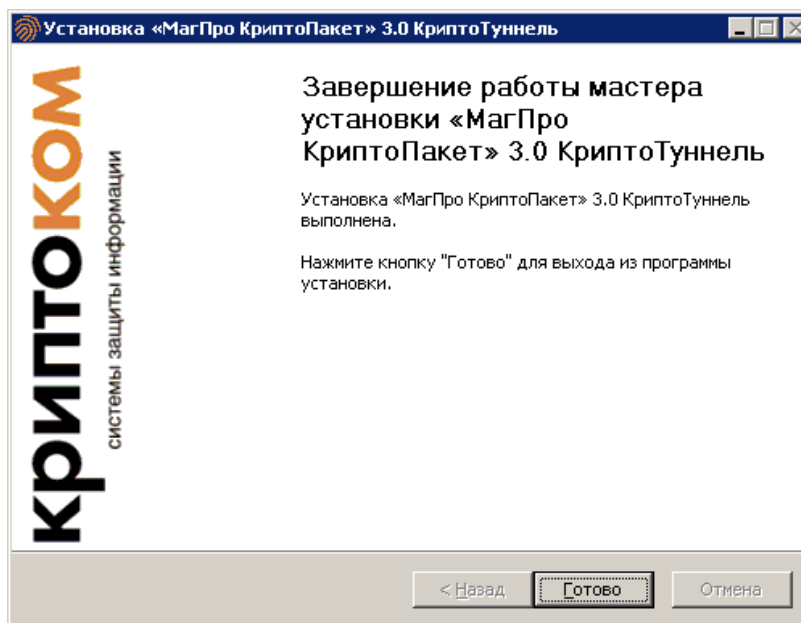 Установка «МагПро КриптоПакет» 3.0 КриптоТуннель
криптоком
системы защиты информации
Завершение работы мастера
установки «МагПро
КриптоПакет» 3.0 КриптоТуннель
Установка «МагПро КриптоПакет» 3.0 КриптоТуннель
выполнена.
Нажмите кнопку "Готово" для выхода из программы
установки.
< Назад
Готово
Отмена